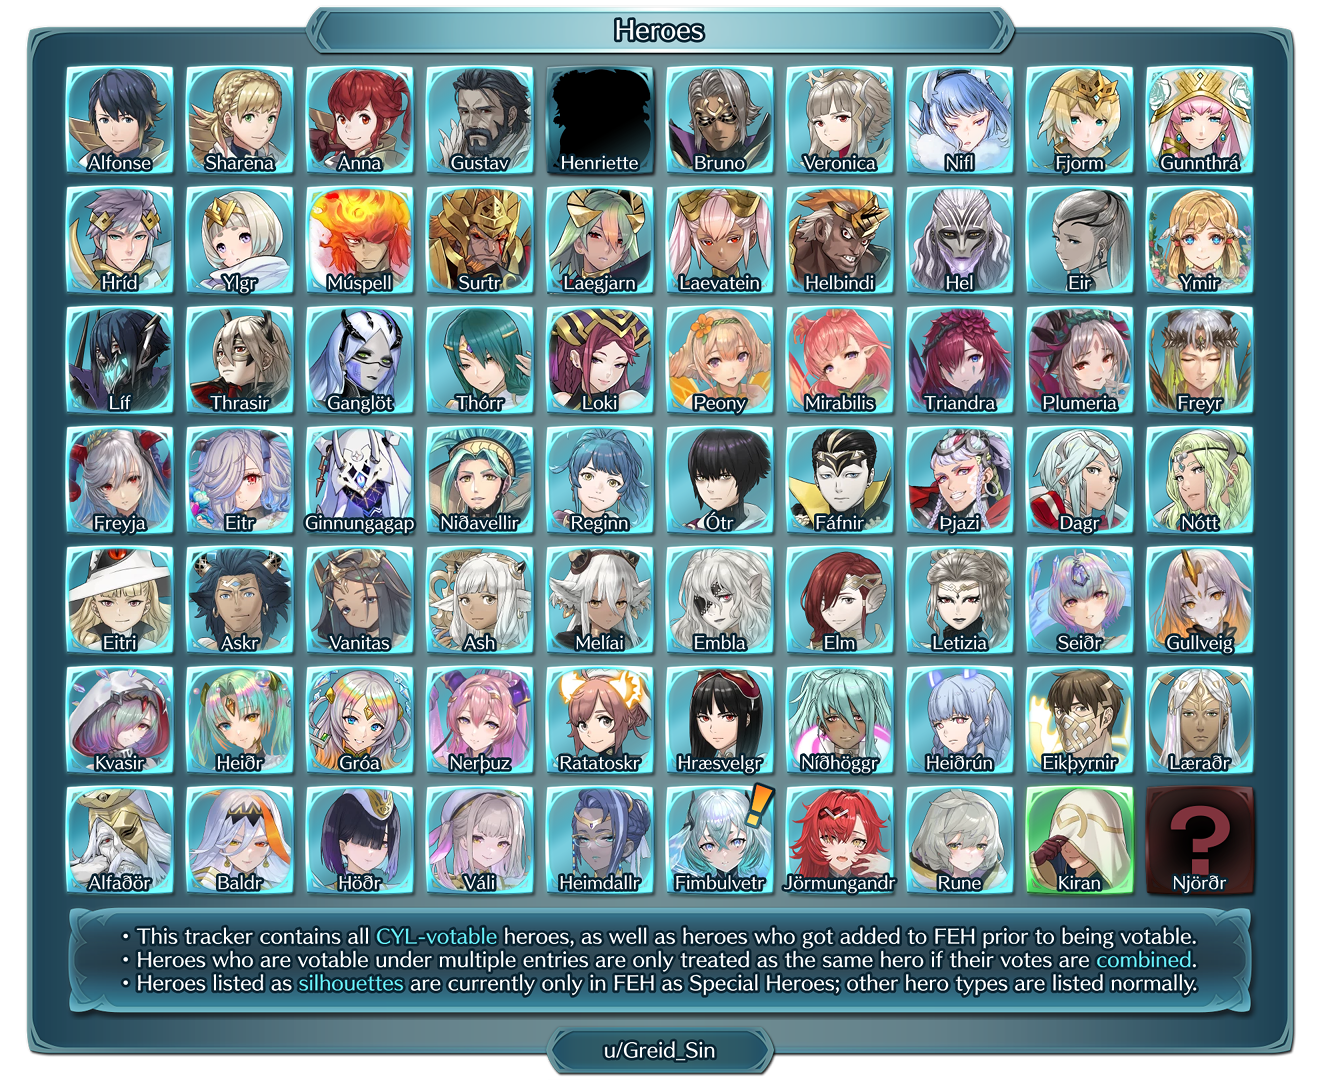 Heroes
Alfonse Sharena Anna Gustav Henriette Bruno Veronica Nifl Fjorm Gunnthrá
Hríd Ylgr Múspell Surtr Laegjarn Laevatein Helbindi Hel Eir Ymir
Líf Thrasir Ganglöt Thórr Loki Peony Mirabilis Triandra Plumeria Freyr
Freyja Eitr Ginnungagap Niðavellir Reginn Ótr Fáfnir Þjazi Dagr Nótt
Eitri Askr Vanitas Ash Melíai Embla Elm Letizia Seiðr Gullveig
Kvasir Heiðr Gróa Nerþuz Ratatoskr Hræsvelgr Níðhöggr Heiðrún Eikþyrnir Læraðr
Alfaðör Baldr Höðr Váli Heimdallr Fimbulvetr Jörmungandr Rune Kiran Njörðr
• This tracker contains all CYL-votable heroes, as well as heroes who got added to FEH prior to being votable.
• Heroes who are votable under multiple entries are only treated as the same hero if their votes are combined.
• Heroes listed as silhouettes are currently only in FEH as Special Heroes; other hero types are listed normally.
u/Greid_Sin